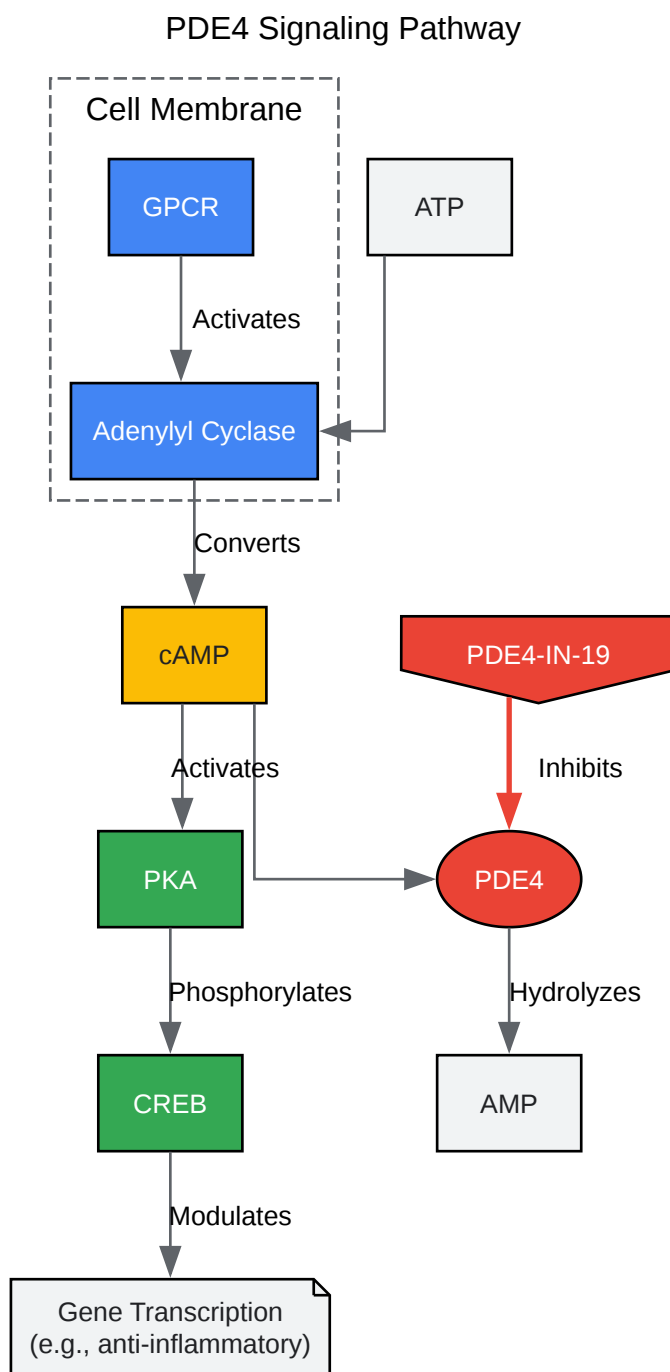 PDE4 Signaling Pathway
Cell Membrane
GPCR
ATP
Activates
Adenylyl Cyclase
Converts
cAMP
PDE4-IN-19
Activates
Inhibits
PKA
PDE4
Phosphorylates
Hydrolyzes
CREB
AMP
Modulates
Gene Transcription
(e.g., anti-inflammatory)